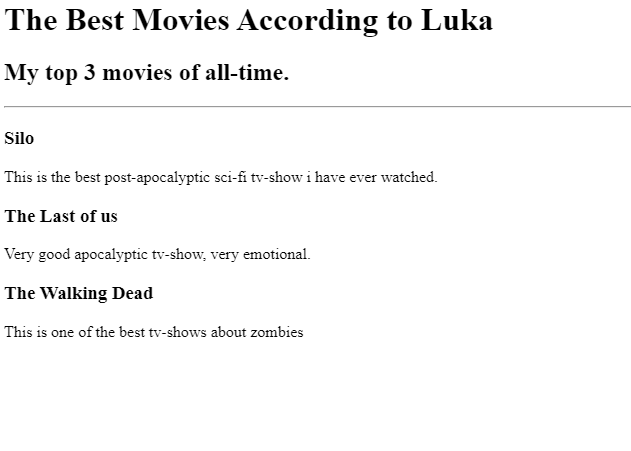 The Best Movies According to Luka
My top 3 movies of all-time.
Silo
This is the best post-apocalyptic sci-fi tv-show i have ever watched.
The Last of us
Very good apocalyptic tv-show, very emotional.
The Walking Dead
This is one of the best tv-shows about zombies